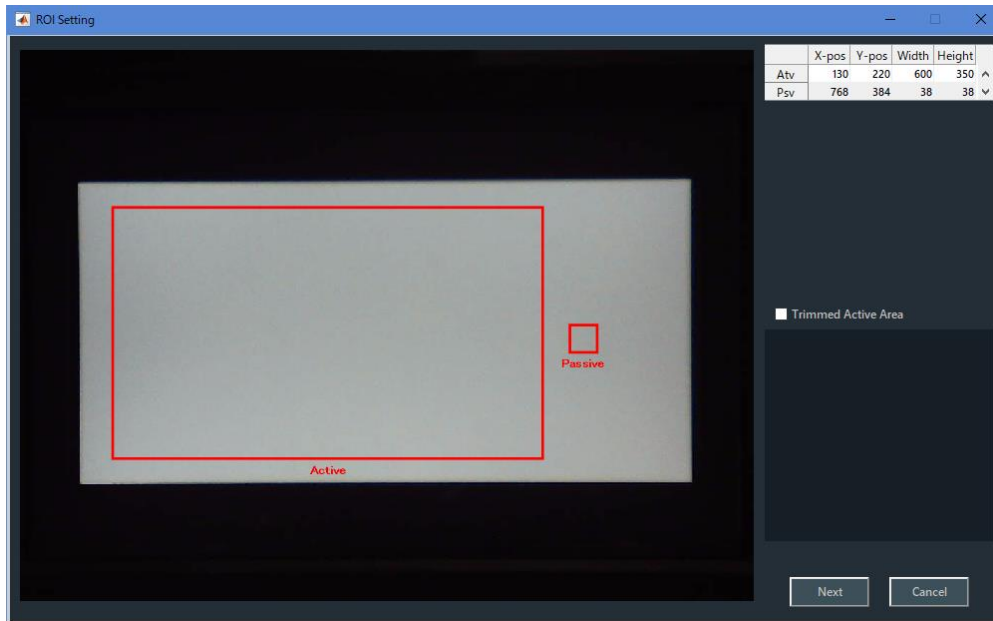 ROI Setting
X-pos Y-pos Width Height
Atv 130 220 600 350
Psv 768 384 38 38
Trimmed Active Area
Passive
Active
Next Cancel